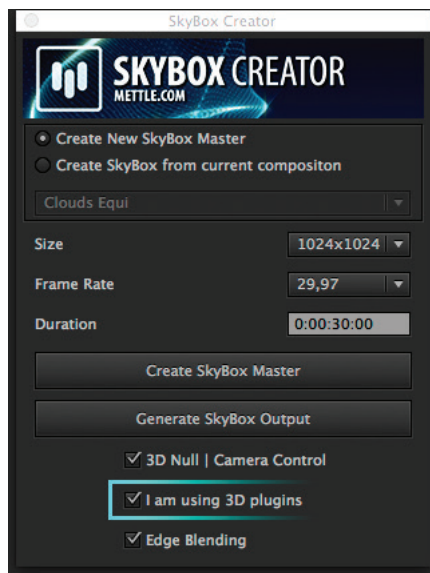 SkyBox Creator
SKYBOX CREATOR
METTLE.COM
Create New SkyBox Master
Create SkyBox from current compositon
Clouds Equi
Size 1024x1024
Frame Rate 29,97
Duration 0:00:30:00
Create SkyBox Master
Generate SkyBox Output
3D Null | Camera Control
I am using 3D plugins
Edge Blending